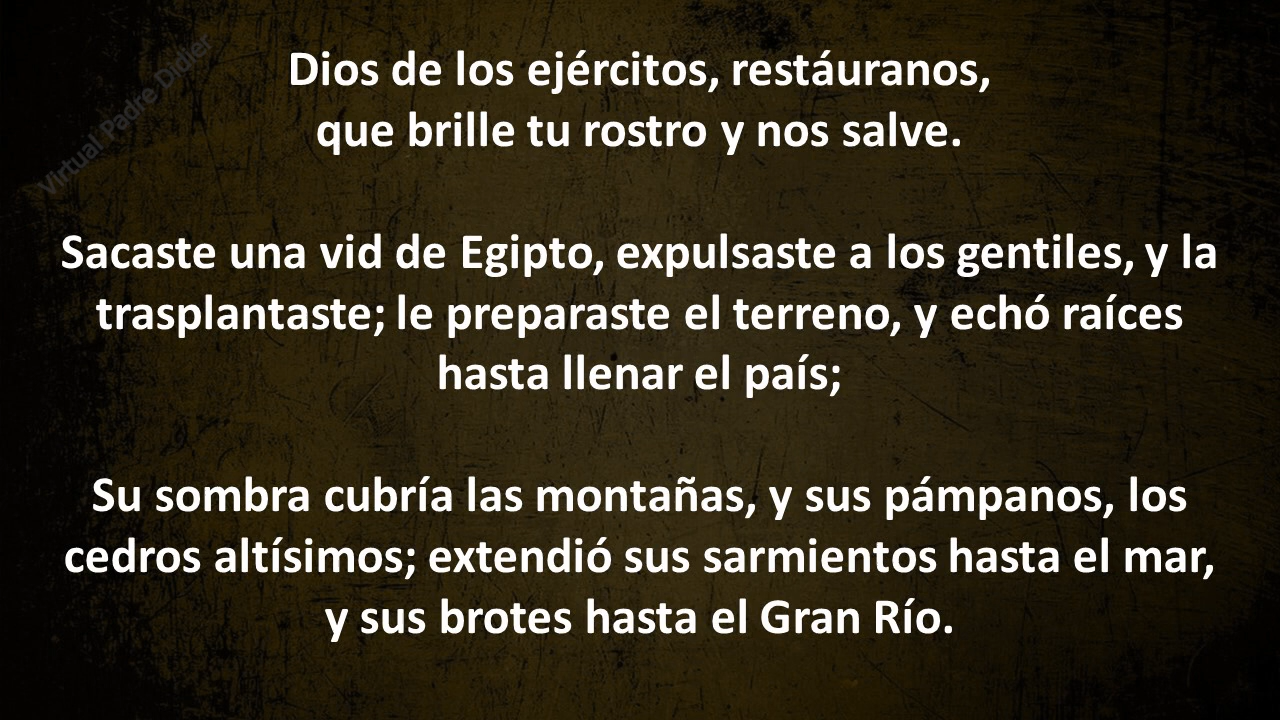 Virtual Padre Didier
Dios de los ejércitos, restáuranos,
que brille tu rostro y nos salve.
Sacaste una vid de Egipto, expulsaste a los gentiles, y la
trasplantaste; le preparaste el terreno, y echó raíces
hasta llenar el país;
Su sombra cubría las montañas, y sus pámpanos, los
cedros altísimos; extendió sus sarmientos hasta el mar,
y sus brotes hasta el Gran Río.